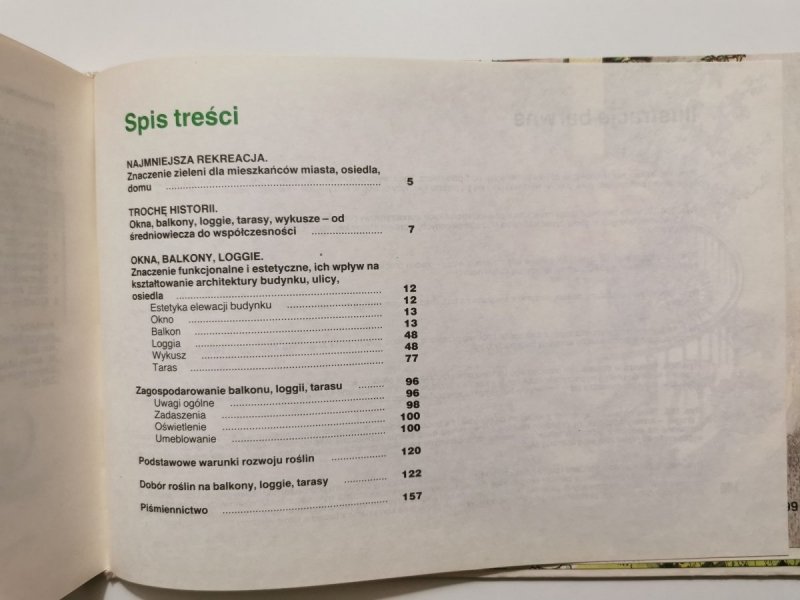 Spis treści
NAJMNIEJSZA REKREACJA.
Znaczenie zieleni dla mieszkańców miasta, osiedla,
domu ........ 5
TROCHĘ HISTORII.
Okna, balkony, loggie, tarasy, wykusze – od
średniowiecza do współczesności ........ 7
OKNA, BALKONY, LOGGIE.
Znaczenie funkcjonalne i estetyczne, ich wpływ na
kształtowanie architektury budynku, ulicy,
osiedla ........ 12
Estetyka elewacji budynku ........ 12
Okno ........ 13
Balkon ........ 13
Loggia ........ 48
Wykusz ........ 48
Taras ........ 77
Zagospodarowanie balkonu, loggii, tarasu ........ 96
Uwagi ogólne ........ 96
Zadaszenia ........ 98
Oświetlenie ........ 100
Umeblowanie ........ 100
Podstawowe warunki rozwoju roślin ........ 120
Dobór roślin na balkony, loggie, tarasy ........ 122
Piśmiennictwo ........ 157